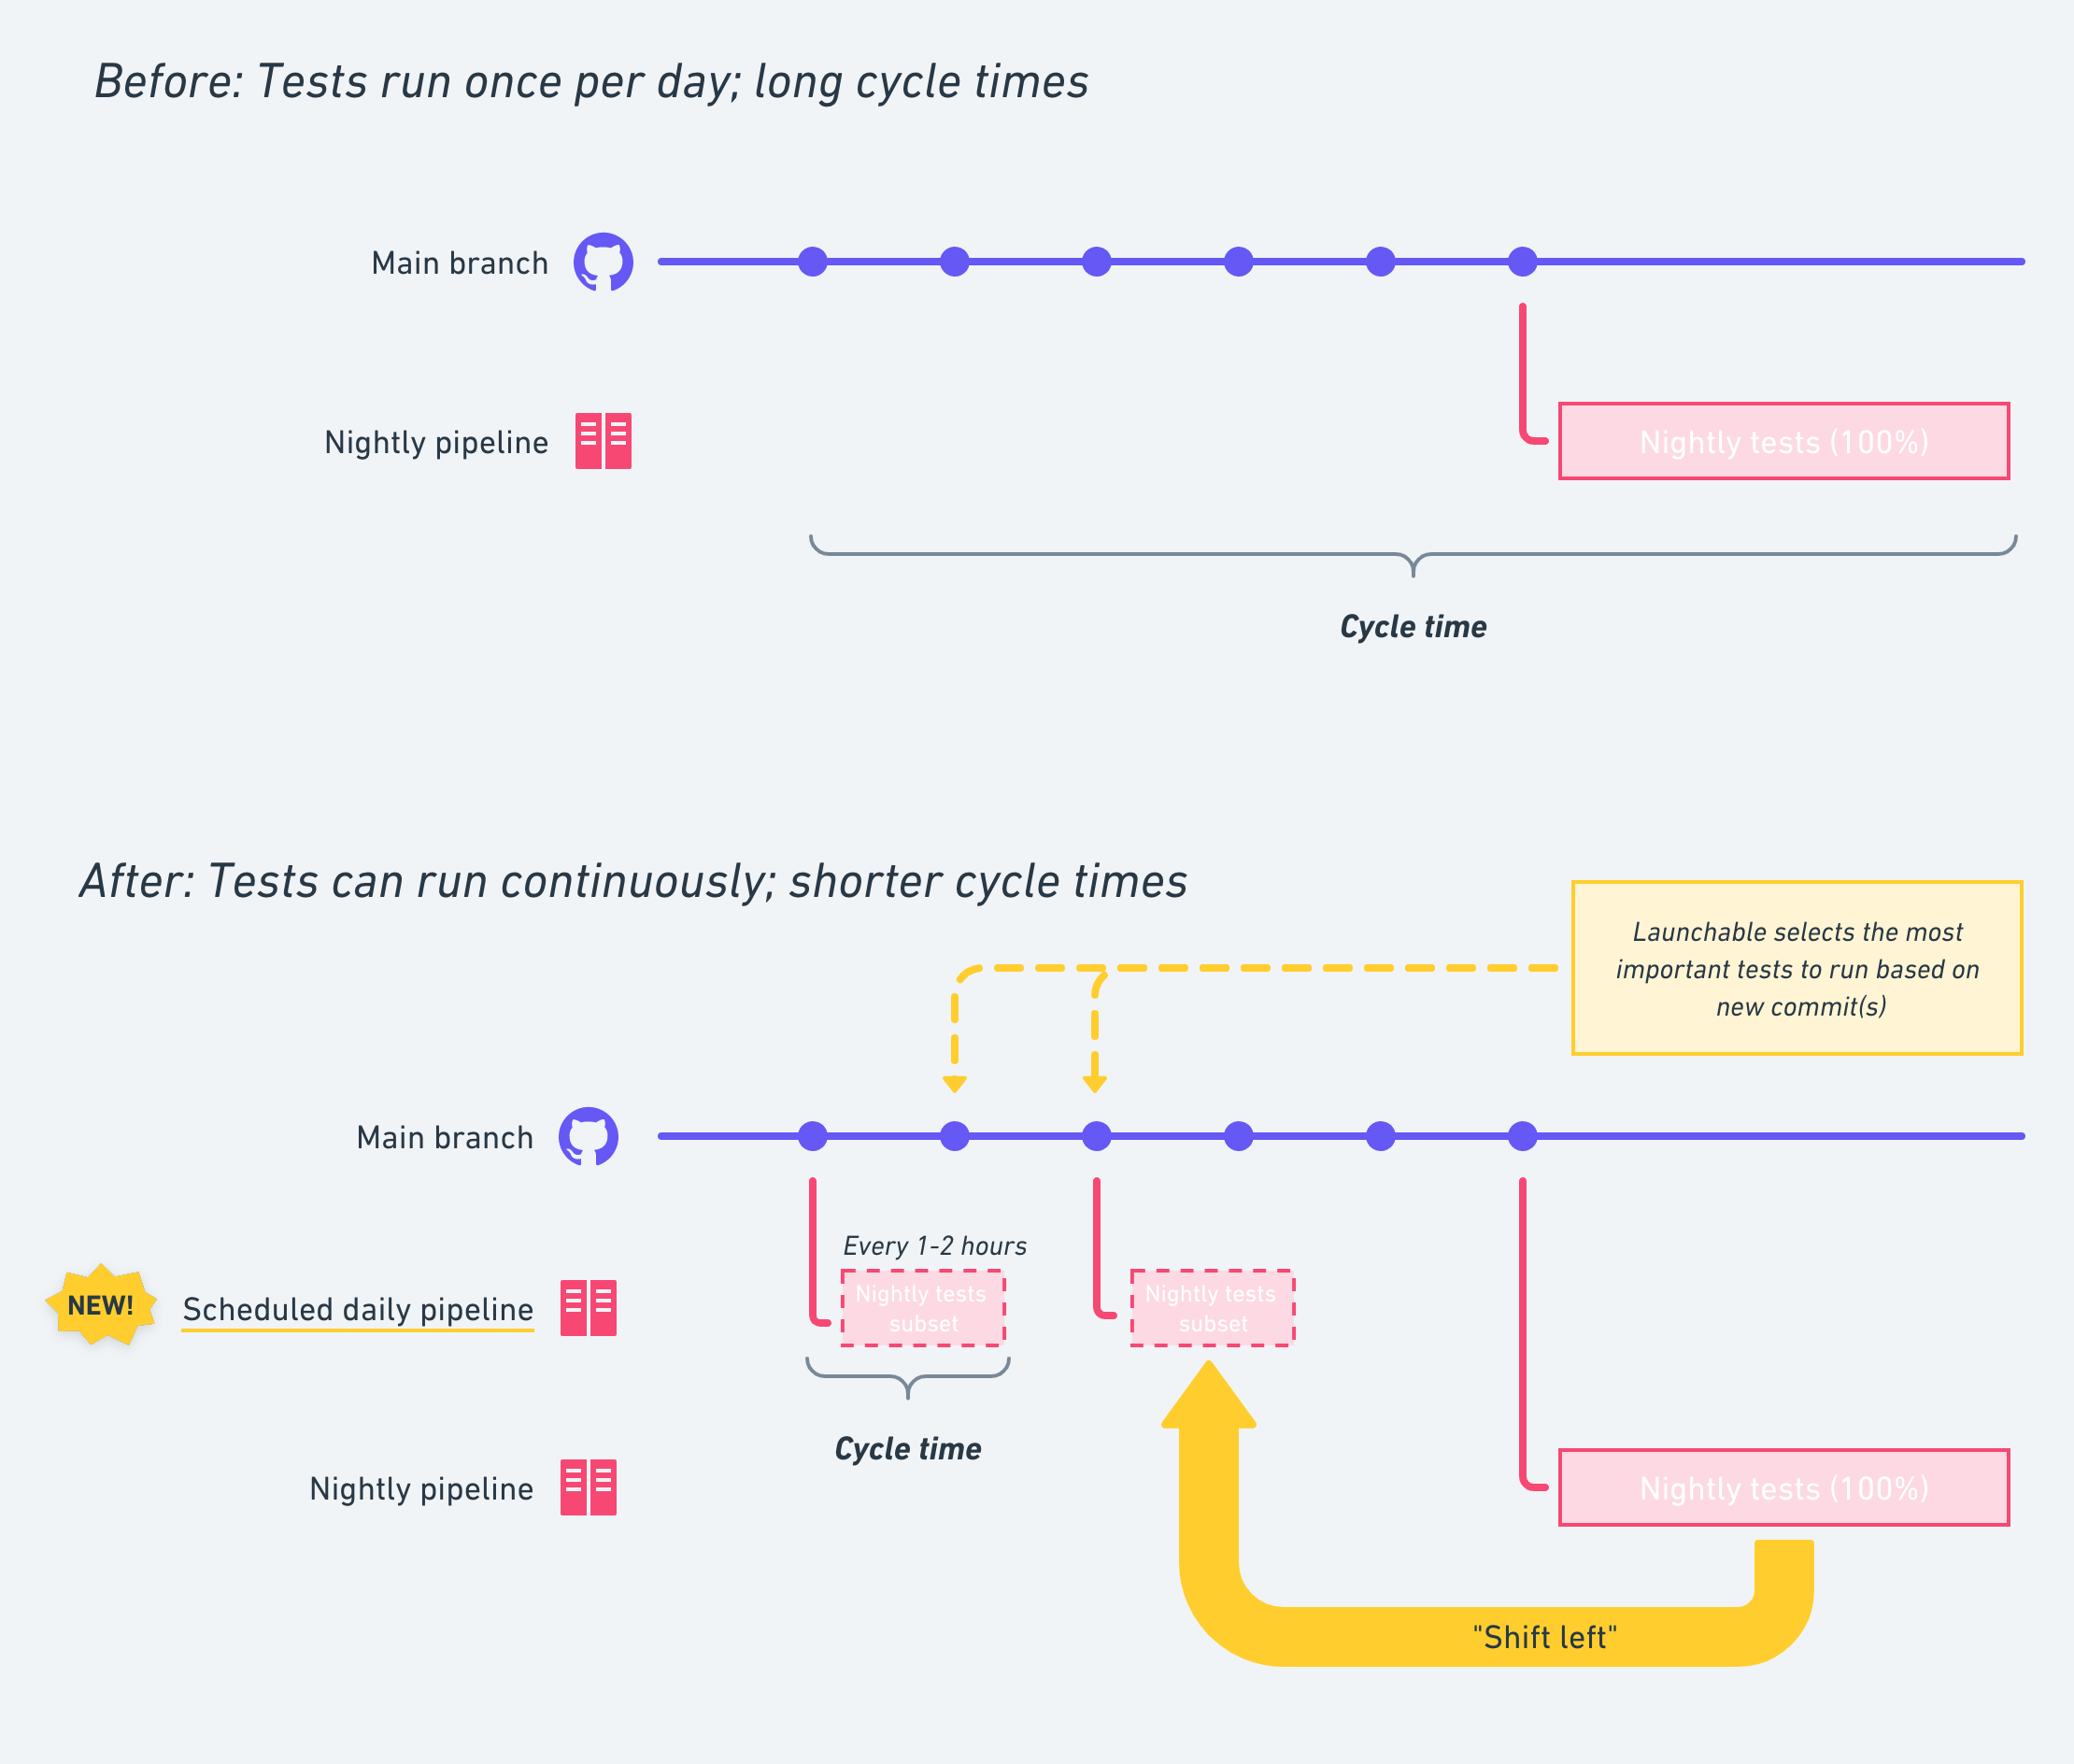 Before: Tests run once per day; long cycle times
Main branch
Nightly pipeline
Nightly tests (100%)
Cycle time
After: Tests can run continuously; shorter cycle times
Launchable selects the most
important tests to run based on
new commit(s)
Main branch
Every 1-2 hours
NEW!
Scheduled daily pipeline
Nightly tests
subset
Nightly tests
subset
Cycle time
Nightly pipeline
Nightly tests (100%)
"Shift left"